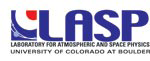 LASP
LABORATORY FOR ATMOSPHERIC AND SPACE PHYSICS
UNIVERSITY OF COLORADO AT BOULDER